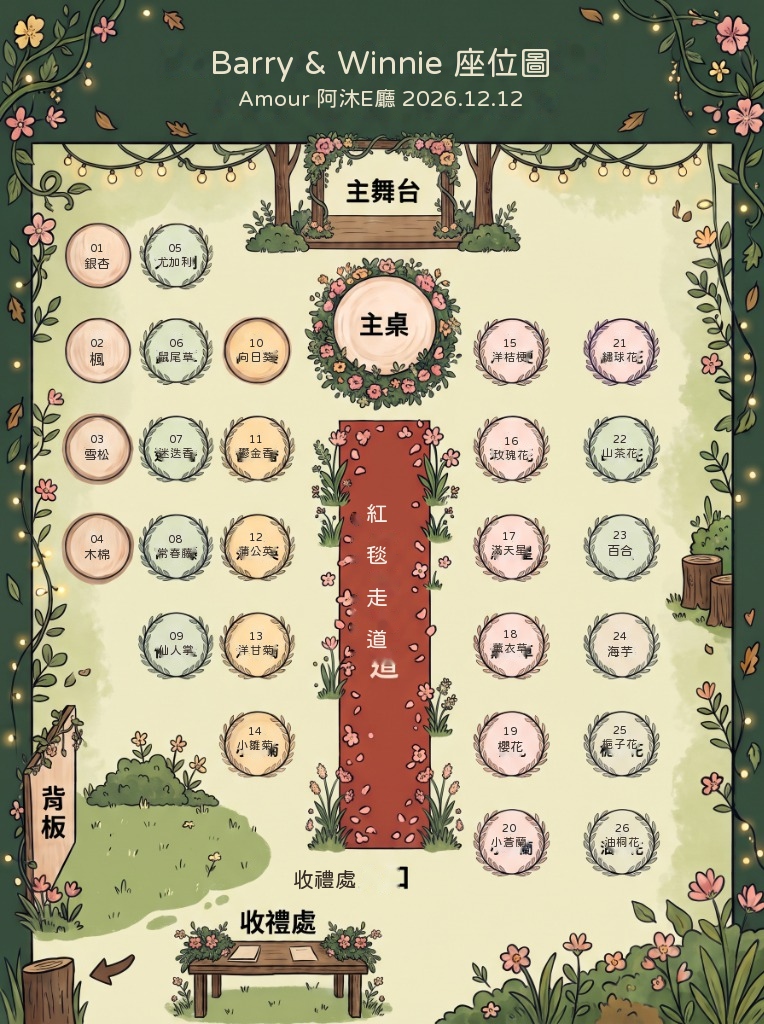 Barry & Winnie 座位圖
Amour 阿沐E廳 2026.12.12
主舞台
主桌
01
銀杏
05
尤加利
02
楓
06
鼠尾草
10
向日葵
15
洋桔梗
21
繡球花
03
雪松
07
迷迭香
11
鬱金香
16
玫瑰花
22
山茶花
04
木棉
08
常春藤
12
蒲公英
17
滿天星
23
百合
09
仙人掌
13
洋甘菊
18
薰衣草
24
海芋
14
小雛菊
19
櫻花
25
梔子花
20
小蒼蘭
26
油桐花
紅
毯
走
道
背
板
收禮處
收禮處